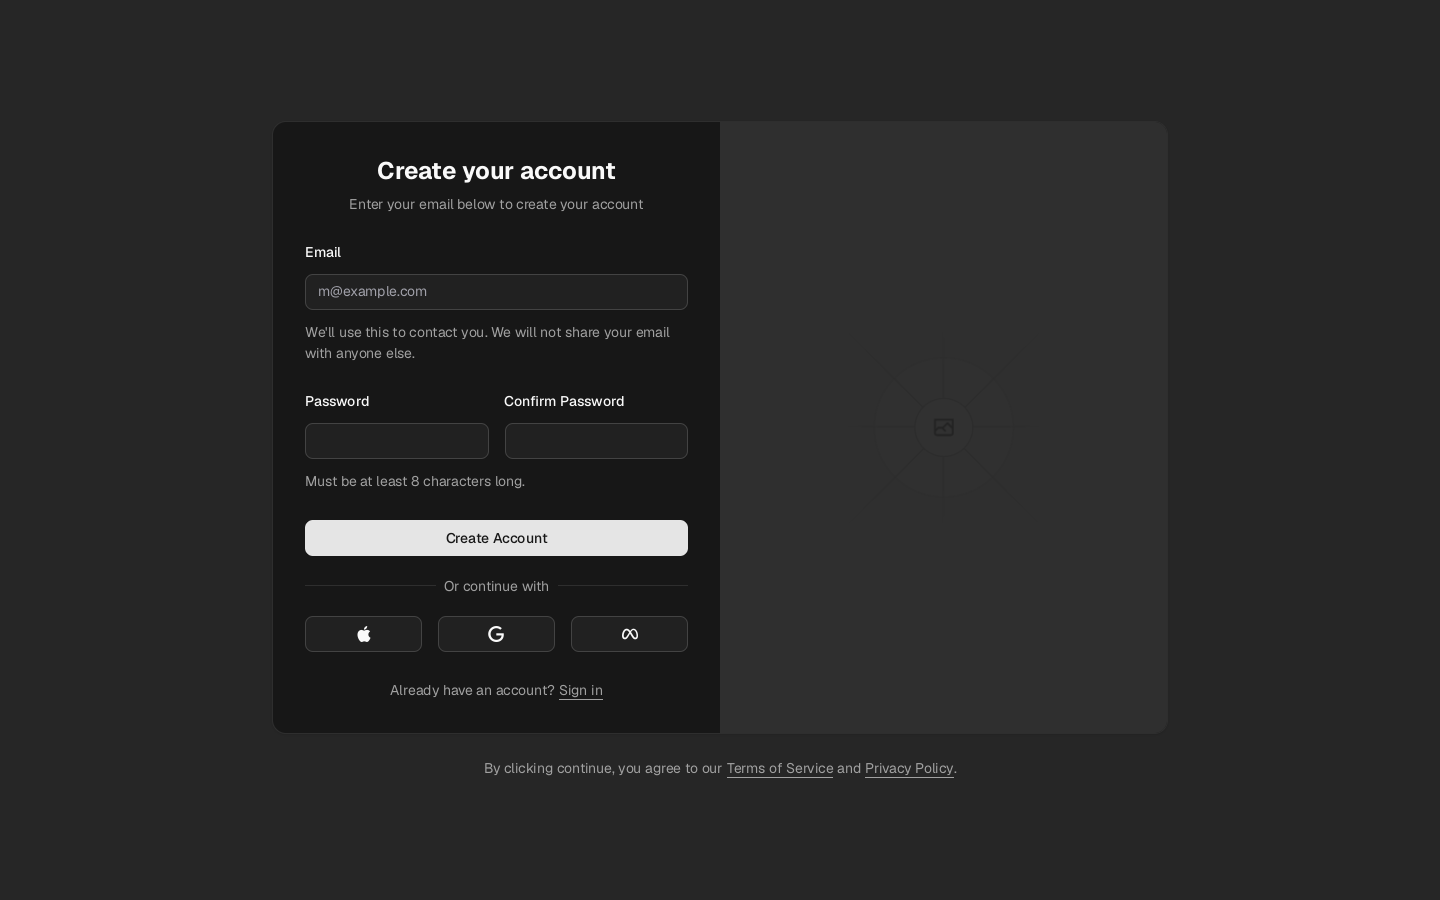 Create your account
Enter your email below to create your account
Email
m@example.com
We'll use this to contact you. We will not share your email
with anyone else.
Password
Confirm Password
Must be at least 8 characters long.
Create Account
Or continue with
Already have an account? Sign in
By clicking continue, you agree to our Terms of Service and Privacy Policy.